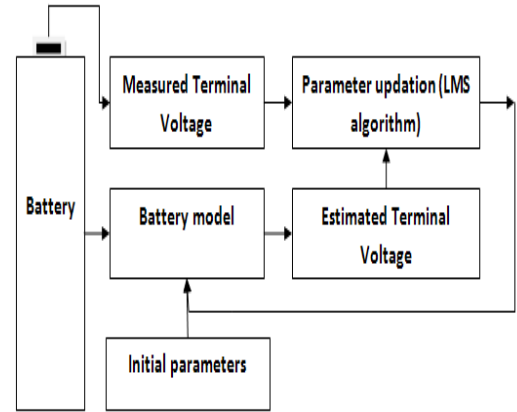 Measured Terminal
Voltage
Parameter updation (LMS
algorithm)
Battery
Battery model
Estimated Terminal
Voltage
Initial parameters